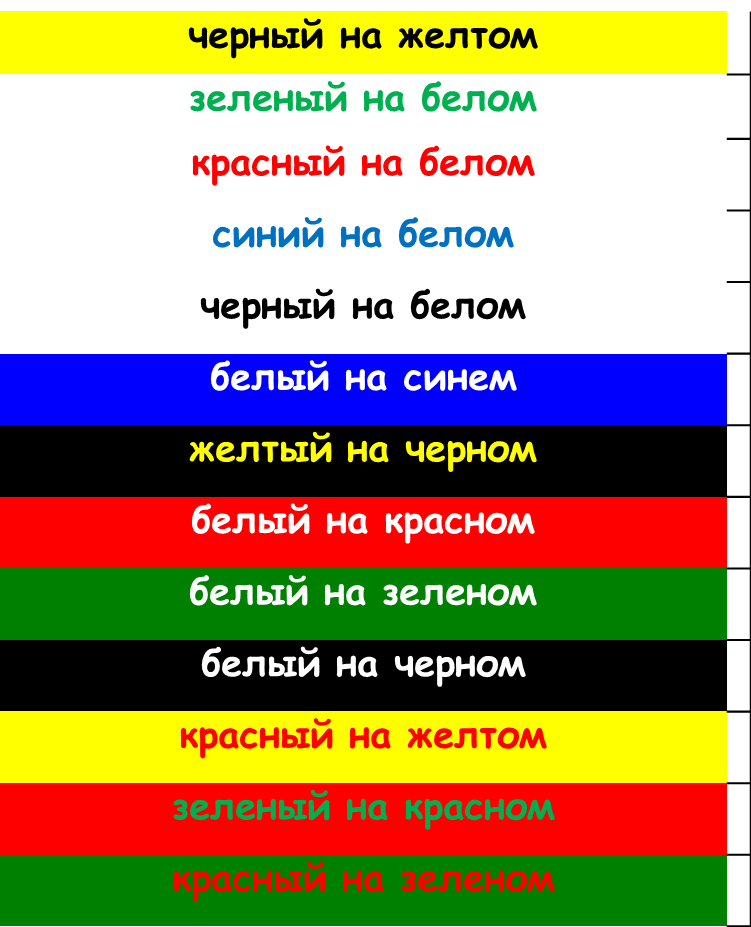 черный на желтом
зеленый на белом
красный на белом
синий на белом
черный на белом
белый на синем
желтый на черном
белый на красном
белый на зеленом
белый на черном
красный на желтом
зеленый на красном
красный на зеленом